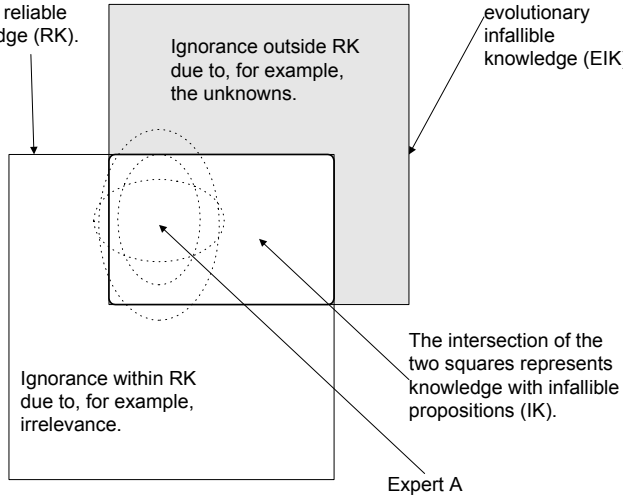 reliable
dge (RK).
Ignorance outside RK
due to, for example,
the unknowns.
evolutionary
infallible
knowledge (EIK
The intersection of the
two squares represents
knowledge with infallible
propositions (IK).
Ignorance within RK
due to, for example,
irrelevance.
Expert A